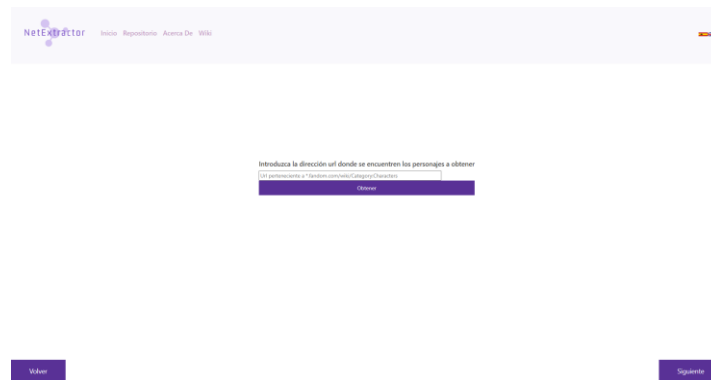 NetExtractor Inicio Repositorio Acerca De Wiki
Introduzca la dirección url donde se encuentren los personajes a obtener
Url perteneciente a *.fandom.com/wiki/Category:Characters
Obtener
Volver Siguiente